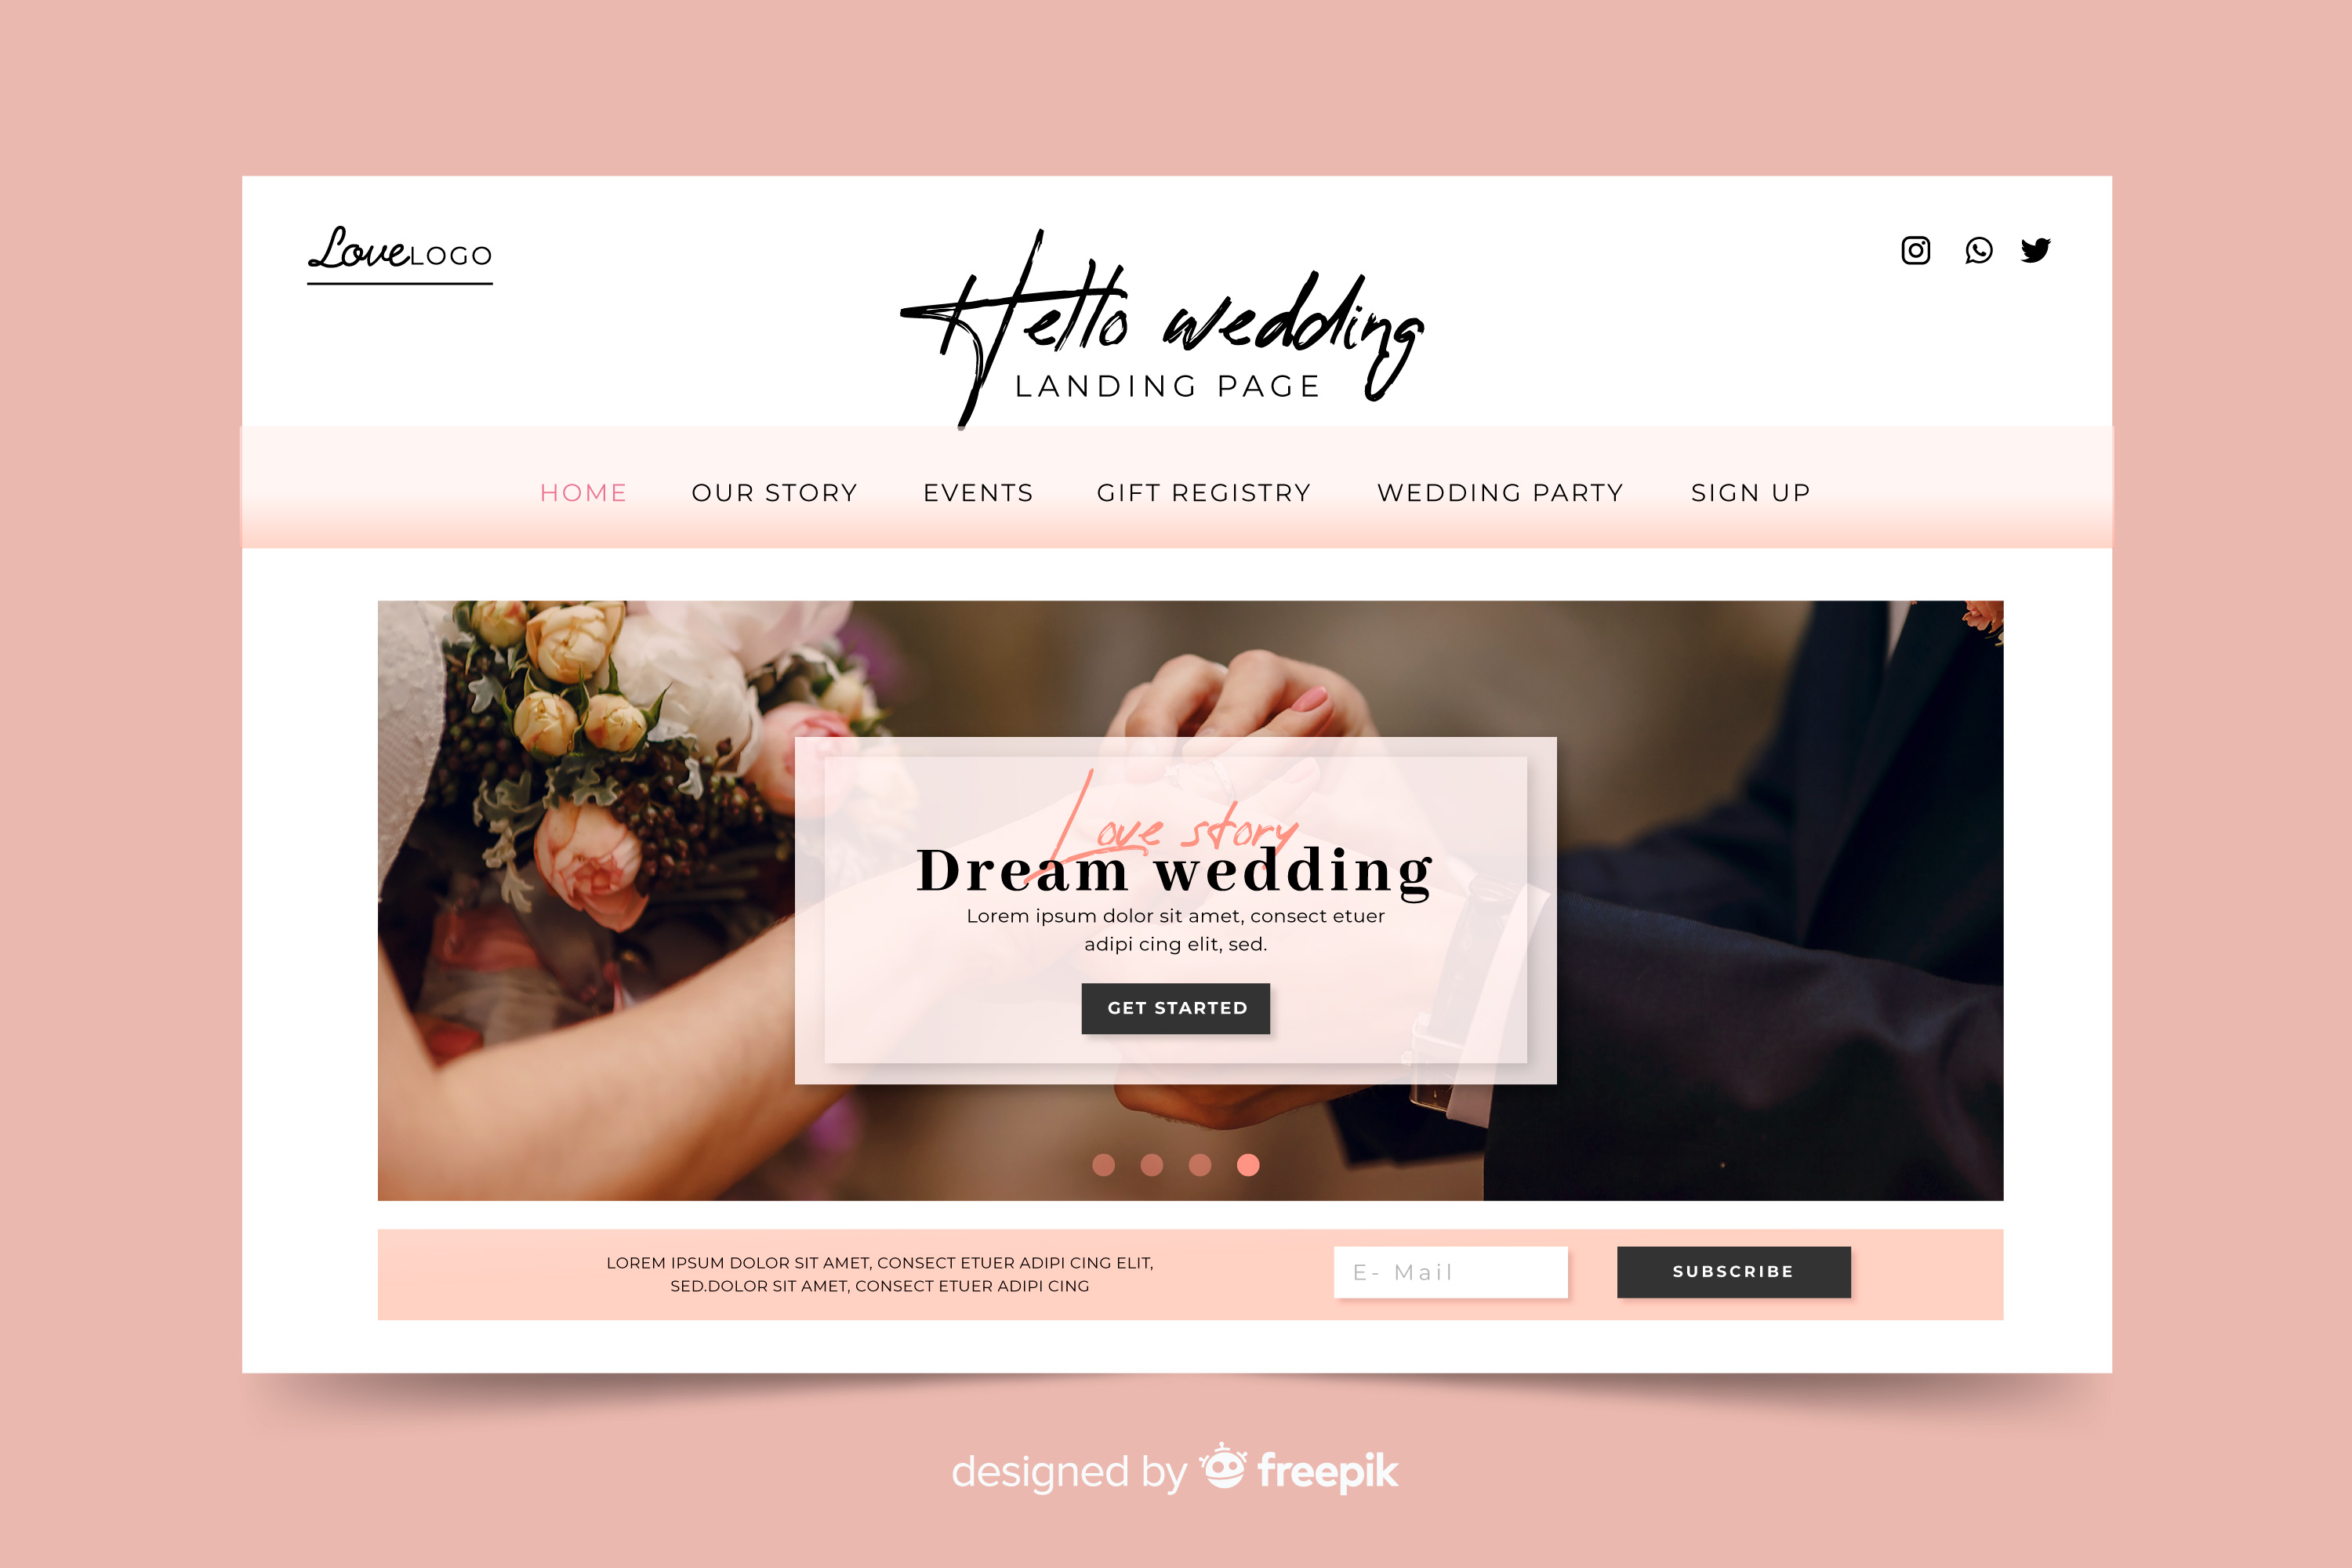 Love LOGO
Hello wedding
LANDING PAGE
HOME OUR STORY EVENTS GIFT REGISTRY WEDDING PARTY SIGN UP
Love story
Dream wedding
Lorem ipsum dolor sit amet, consect etuer
adipi cing elit, sed.
GET STARTED
LOREM IPSUM DOLOR SIT AMET, CONSECT ETUER ADIPI CING ELIT,
SED.DOLOR SIT AMET, CONSECT ETUER ADIPI CING
E- Mail
SUBSCRIBE
designed by freepik